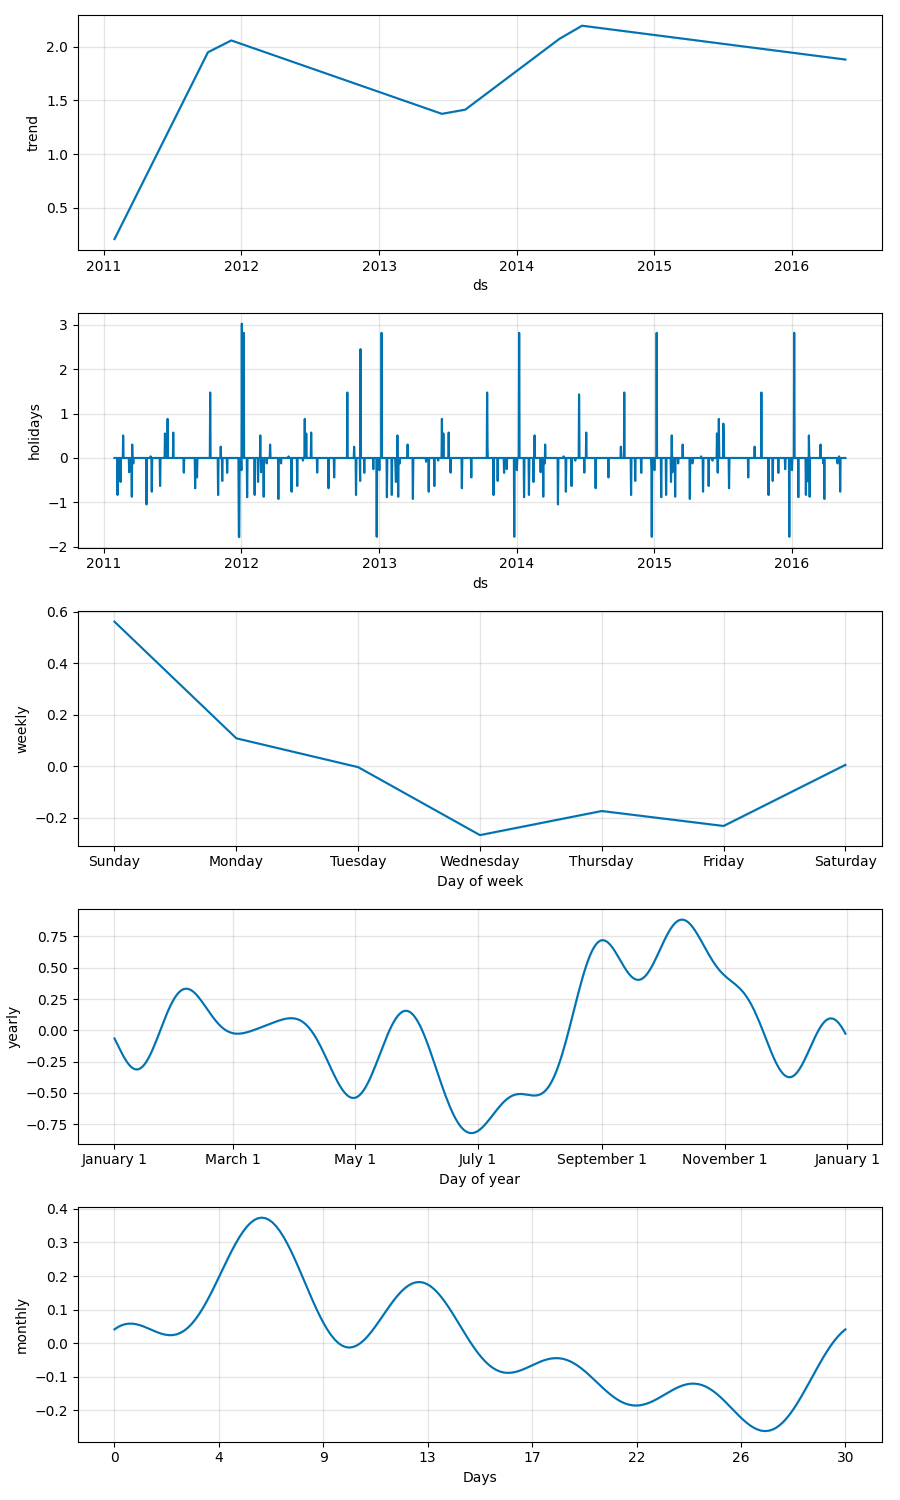 2.0
1.5
1.0
0.5
trend
2011 2012 2013 2014 2015 2016
ds
3
2
1
0
−1
−2
holidays
2011 2012 2013 2014 2015 2016
ds
0.6
0.4
0.2
0.0
−0.2
weekly
Sunday Monday Tuesday Wednesday Thursday Friday Saturday
Day of week
0.75
0.50
0.25
0.00
−0.25
−0.50
−0.75
yearly
January 1 March 1 May 1 July 1 September 1 November 1 January 1
Day of year
0.4
0.3
0.2
0.1
0.0
−0.1
−0.2
monthly
0 4 9 13 17 22 26 30
Days